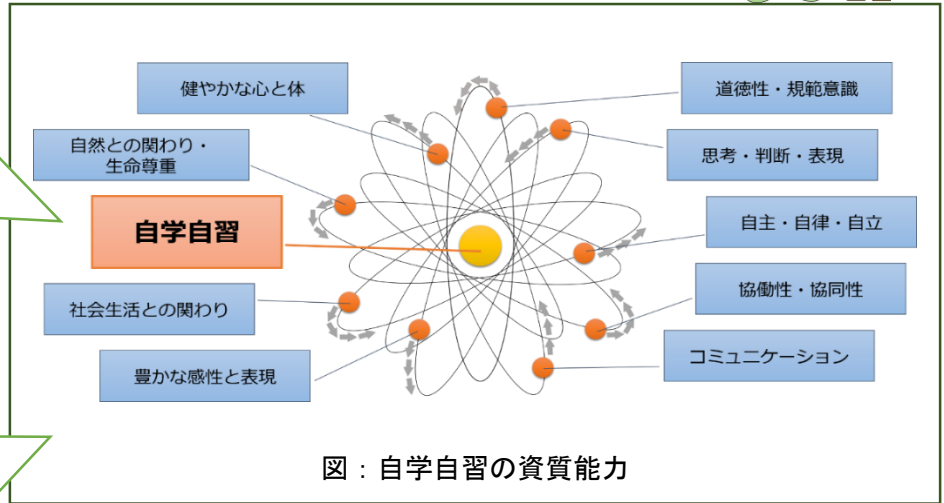 健やかな心と体
自然との関わり・
生命尊重
自学自習
社会生活との関わり
豊かな感性と表現
道徳性・規範意識
思考・判断・表現
自主・自律・自立
協働性・協同性
コミュニケーション
図：自学自習の資質能力